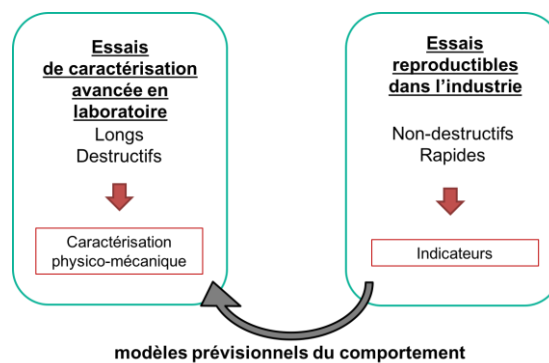 Essais
de caractérisation
avancée en
laboratoire
Longs
Destructifs
Caractérisation
physico-mécanique
Essais
reproductibles
dans l'industrie
Non-destructifs
Rapides
Indicateurs
modèles prévisionnels du comportement